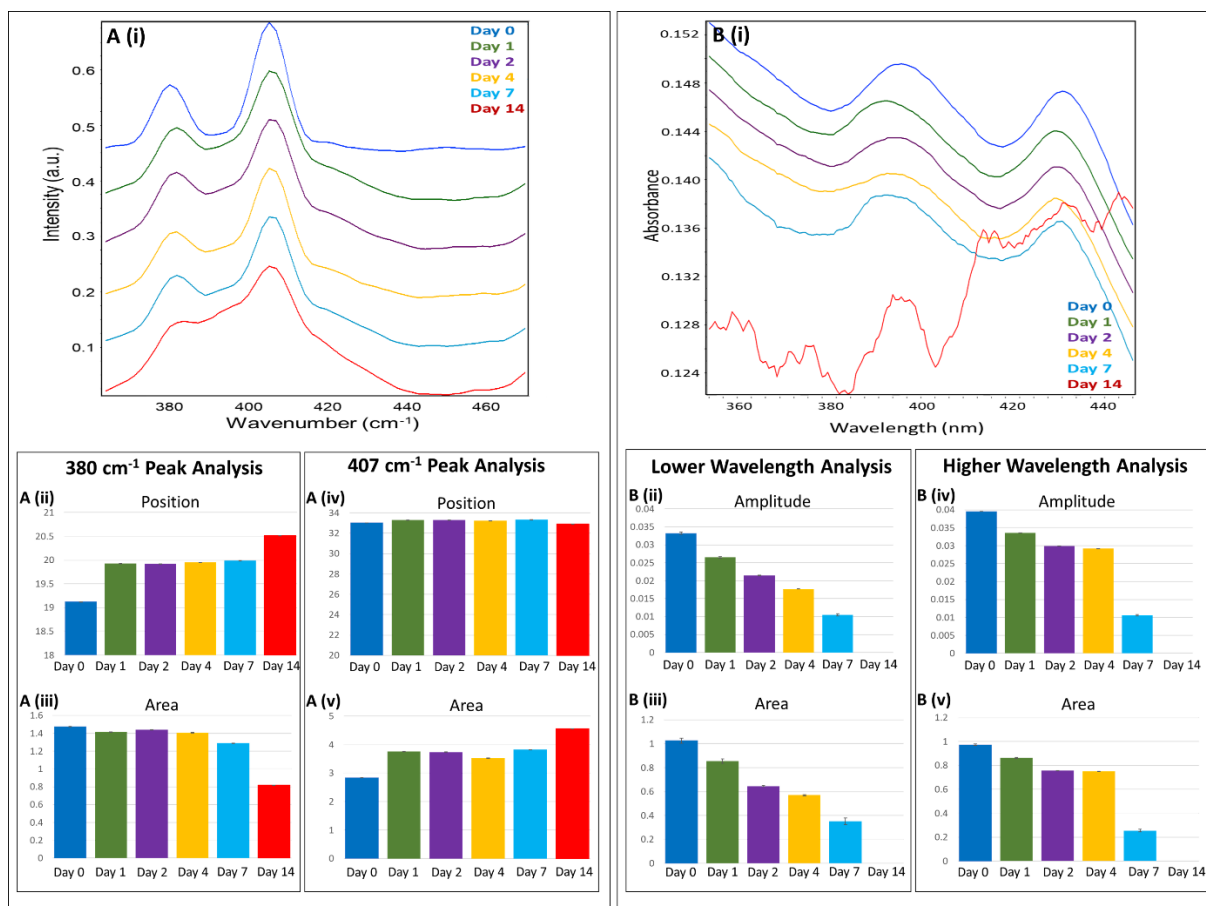 A (i)
Day 0
Day 1
Day 2
Day 4
Day 7
Day 14
Intensity (a.u.)
0.6
0.5
0.4
0.3
0.2
0.1
380 400 420 440 460
Wavenumber (cm⁻¹)
B (i)
0.152
0.148
0.144
0.140
0.136
0.132
0.128
0.124
Absorbance
Day 0
Day 1
Day 2
Day 4
Day 7
Day 14
360 380 400 420 440
Wavelength (nm)
380 cm⁻¹ Peak Analysis
A (ii)
Position
21
20.5
20
19.5
19
18.5
18
Day 0 Day 1 Day 2 Day 4 Day 7 Day 14
A (iii)
Area
1.6
1.4
1.2
1
0.8
0.6
0.4
0.2
0
Day 0 Day 1 Day 2 Day 4 Day 7 Day 14
407 cm⁻¹ Peak Analysis
A (iv)
Position
36
34
32
30
28
26
24
22
20
Day 0 Day 1 Day 2 Day 4 Day 7 Day 14
A (v)
Area
5
4
3
2
1
0
Day 0 Day 1 Day 2 Day 4 Day 7 Day 14
Lower Wavelength Analysis
B (ii)
Amplitude
0.04
0.035
0.03
0.025
0.02
0.015
0.01
0.005
0
Day 0 Day 1 Day 2 Day 4 Day 7 Day 14
B (iii)
Area
1.2
1
0.8
0.6
0.4
0.2
0
Day 0 Day 1 Day 2 Day 4 Day 7 Day 14
Higher Wavelength Analysis
B (iv)
Amplitude
0.04
0.035
0.03
0.025
0.02
0.015
0.01
0.005
0
Day 0 Day 1 Day 2 Day 4 Day 7 Day 14
B (v)
Area
1.2
1
0.8
0.6
0.4
0.2
0
Day 0 Day 1 Day 2 Day 4 Day 7 Day 14